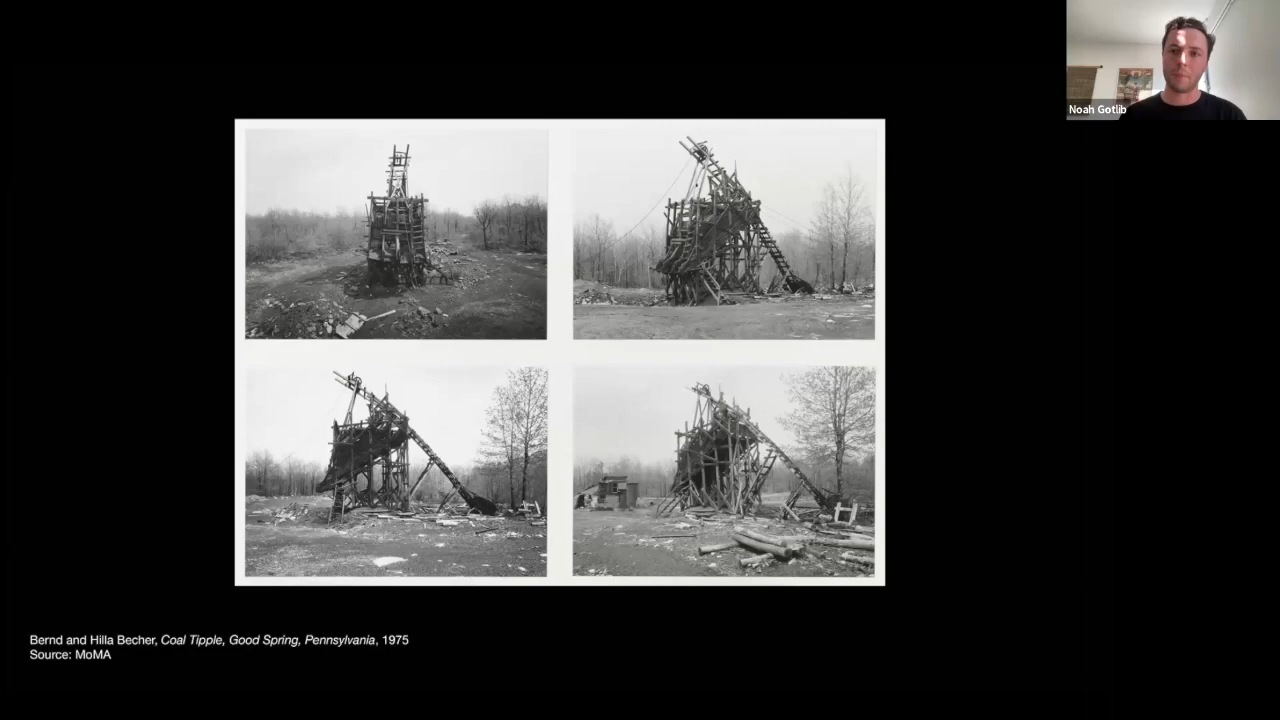 Noah Gotlib
Bernd and Hilla Becher, Coal Tipple, Good Spring, Pennsylvania, 1975
Source: MoMA